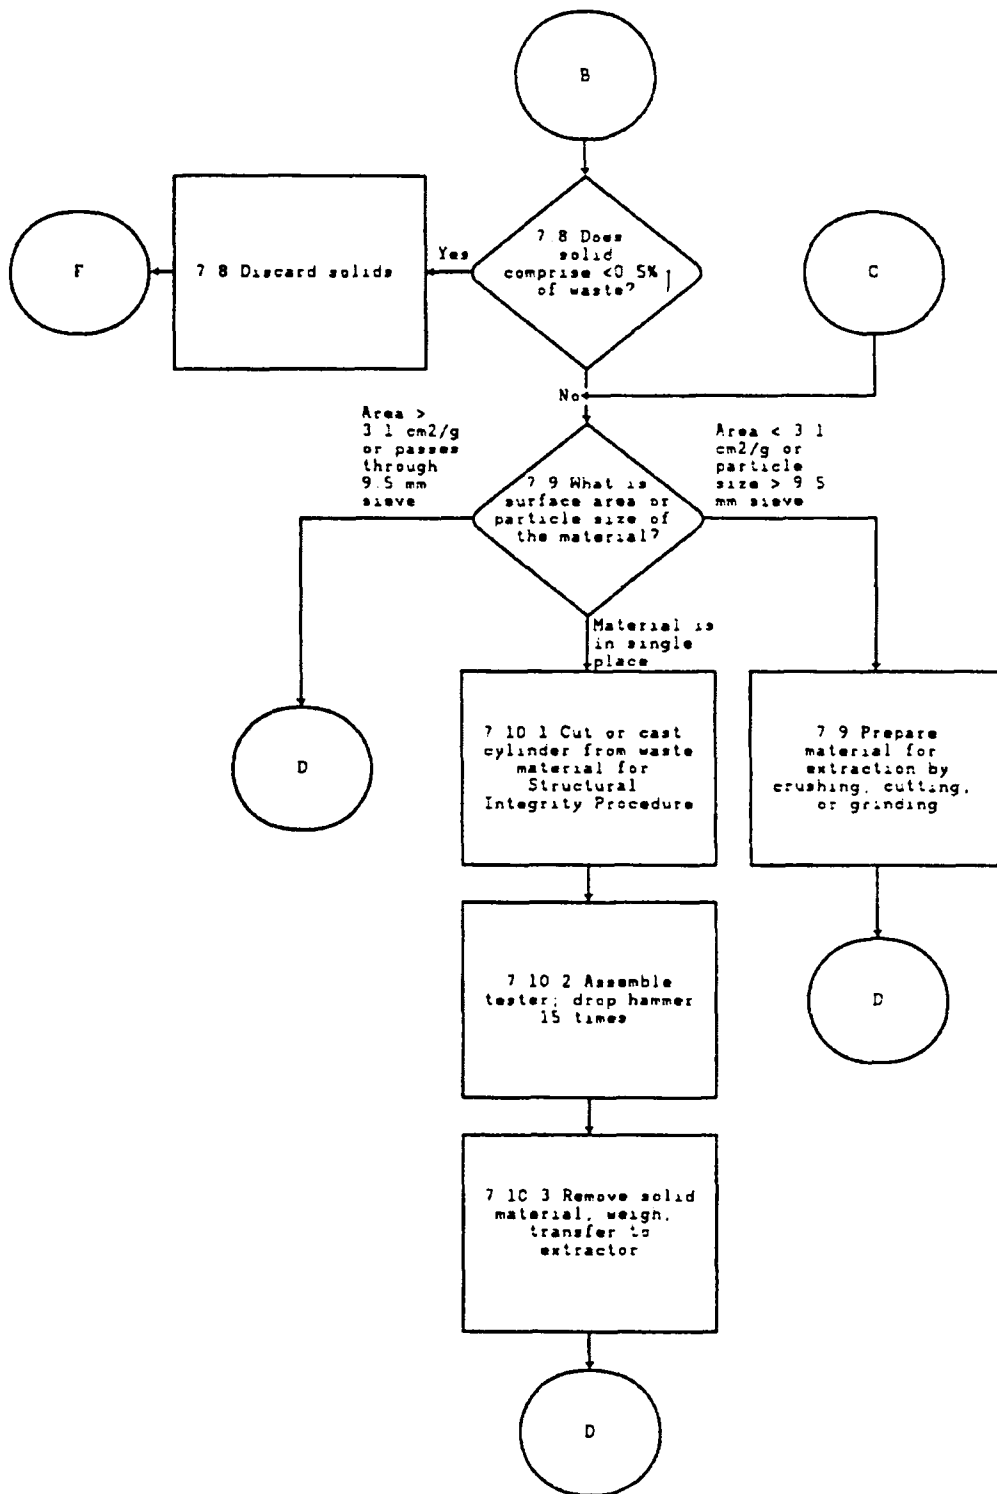 B
7 8 Does
solid
comprise <0 5%
of waste?
Yes
7 8 Discard solids
F
C
No
Area >
3 1 cm2/g
or passes
through
9.5 mm
sieve
7 9 What is
surface area or
particle size of
the material?
Area < 3 1
cm2/g or
particle
size > 9 5
mm sieve
Material is
in single
place
D
7 10 1 Cut or cast
cylinder from waste
material for
Structural
Integrity Procedure
7 9 Prepare
material for
extraction by
crushing, cutting,
or grinding
7 10 2 Assemble
tester; drop hammer
15 times
D
7 10 3 Remove solid
material, weigh,
transfer to
extractor
D